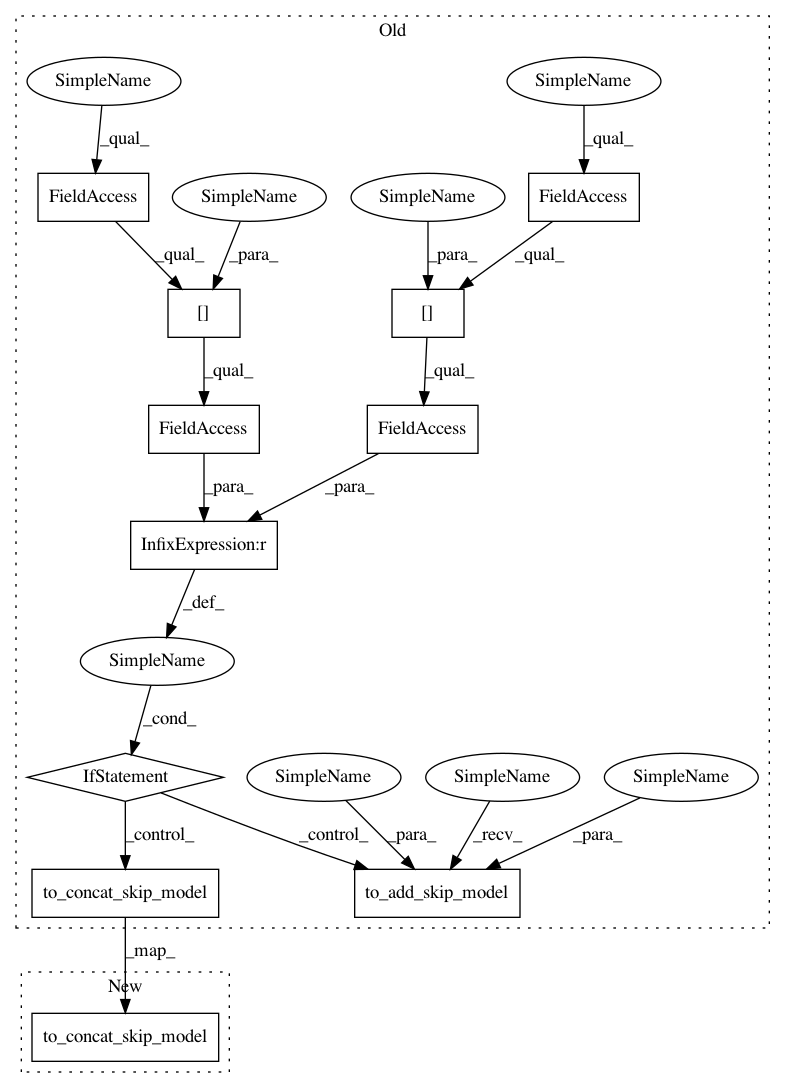 Old
SimpleName
SimpleName
_qual_
_qual_
FieldAccess
SimpleName
SimpleName
FieldAccess
_qual_
_para_
_para_
_qual_
[]
[]
_qual_
_qual_
FieldAccess
FieldAccess
_para_
_para_
InfixExpression:r
_def_
SimpleName
_cond_
IfStatement
SimpleName
SimpleName
SimpleName
_control_
_control_
_para_
_recv_
_para_
to_concat_skip_model
to_add_skip_model
_map_
New
to_concat_skip_model